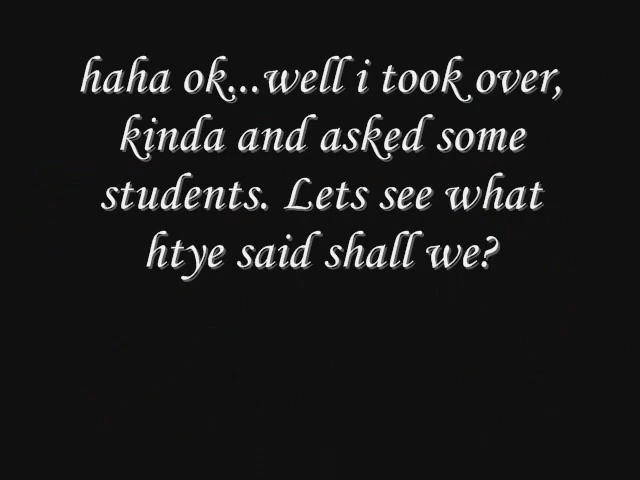 haha ok...well i took over,
kinda and asked some
students. Lets see what
htye said shall we?